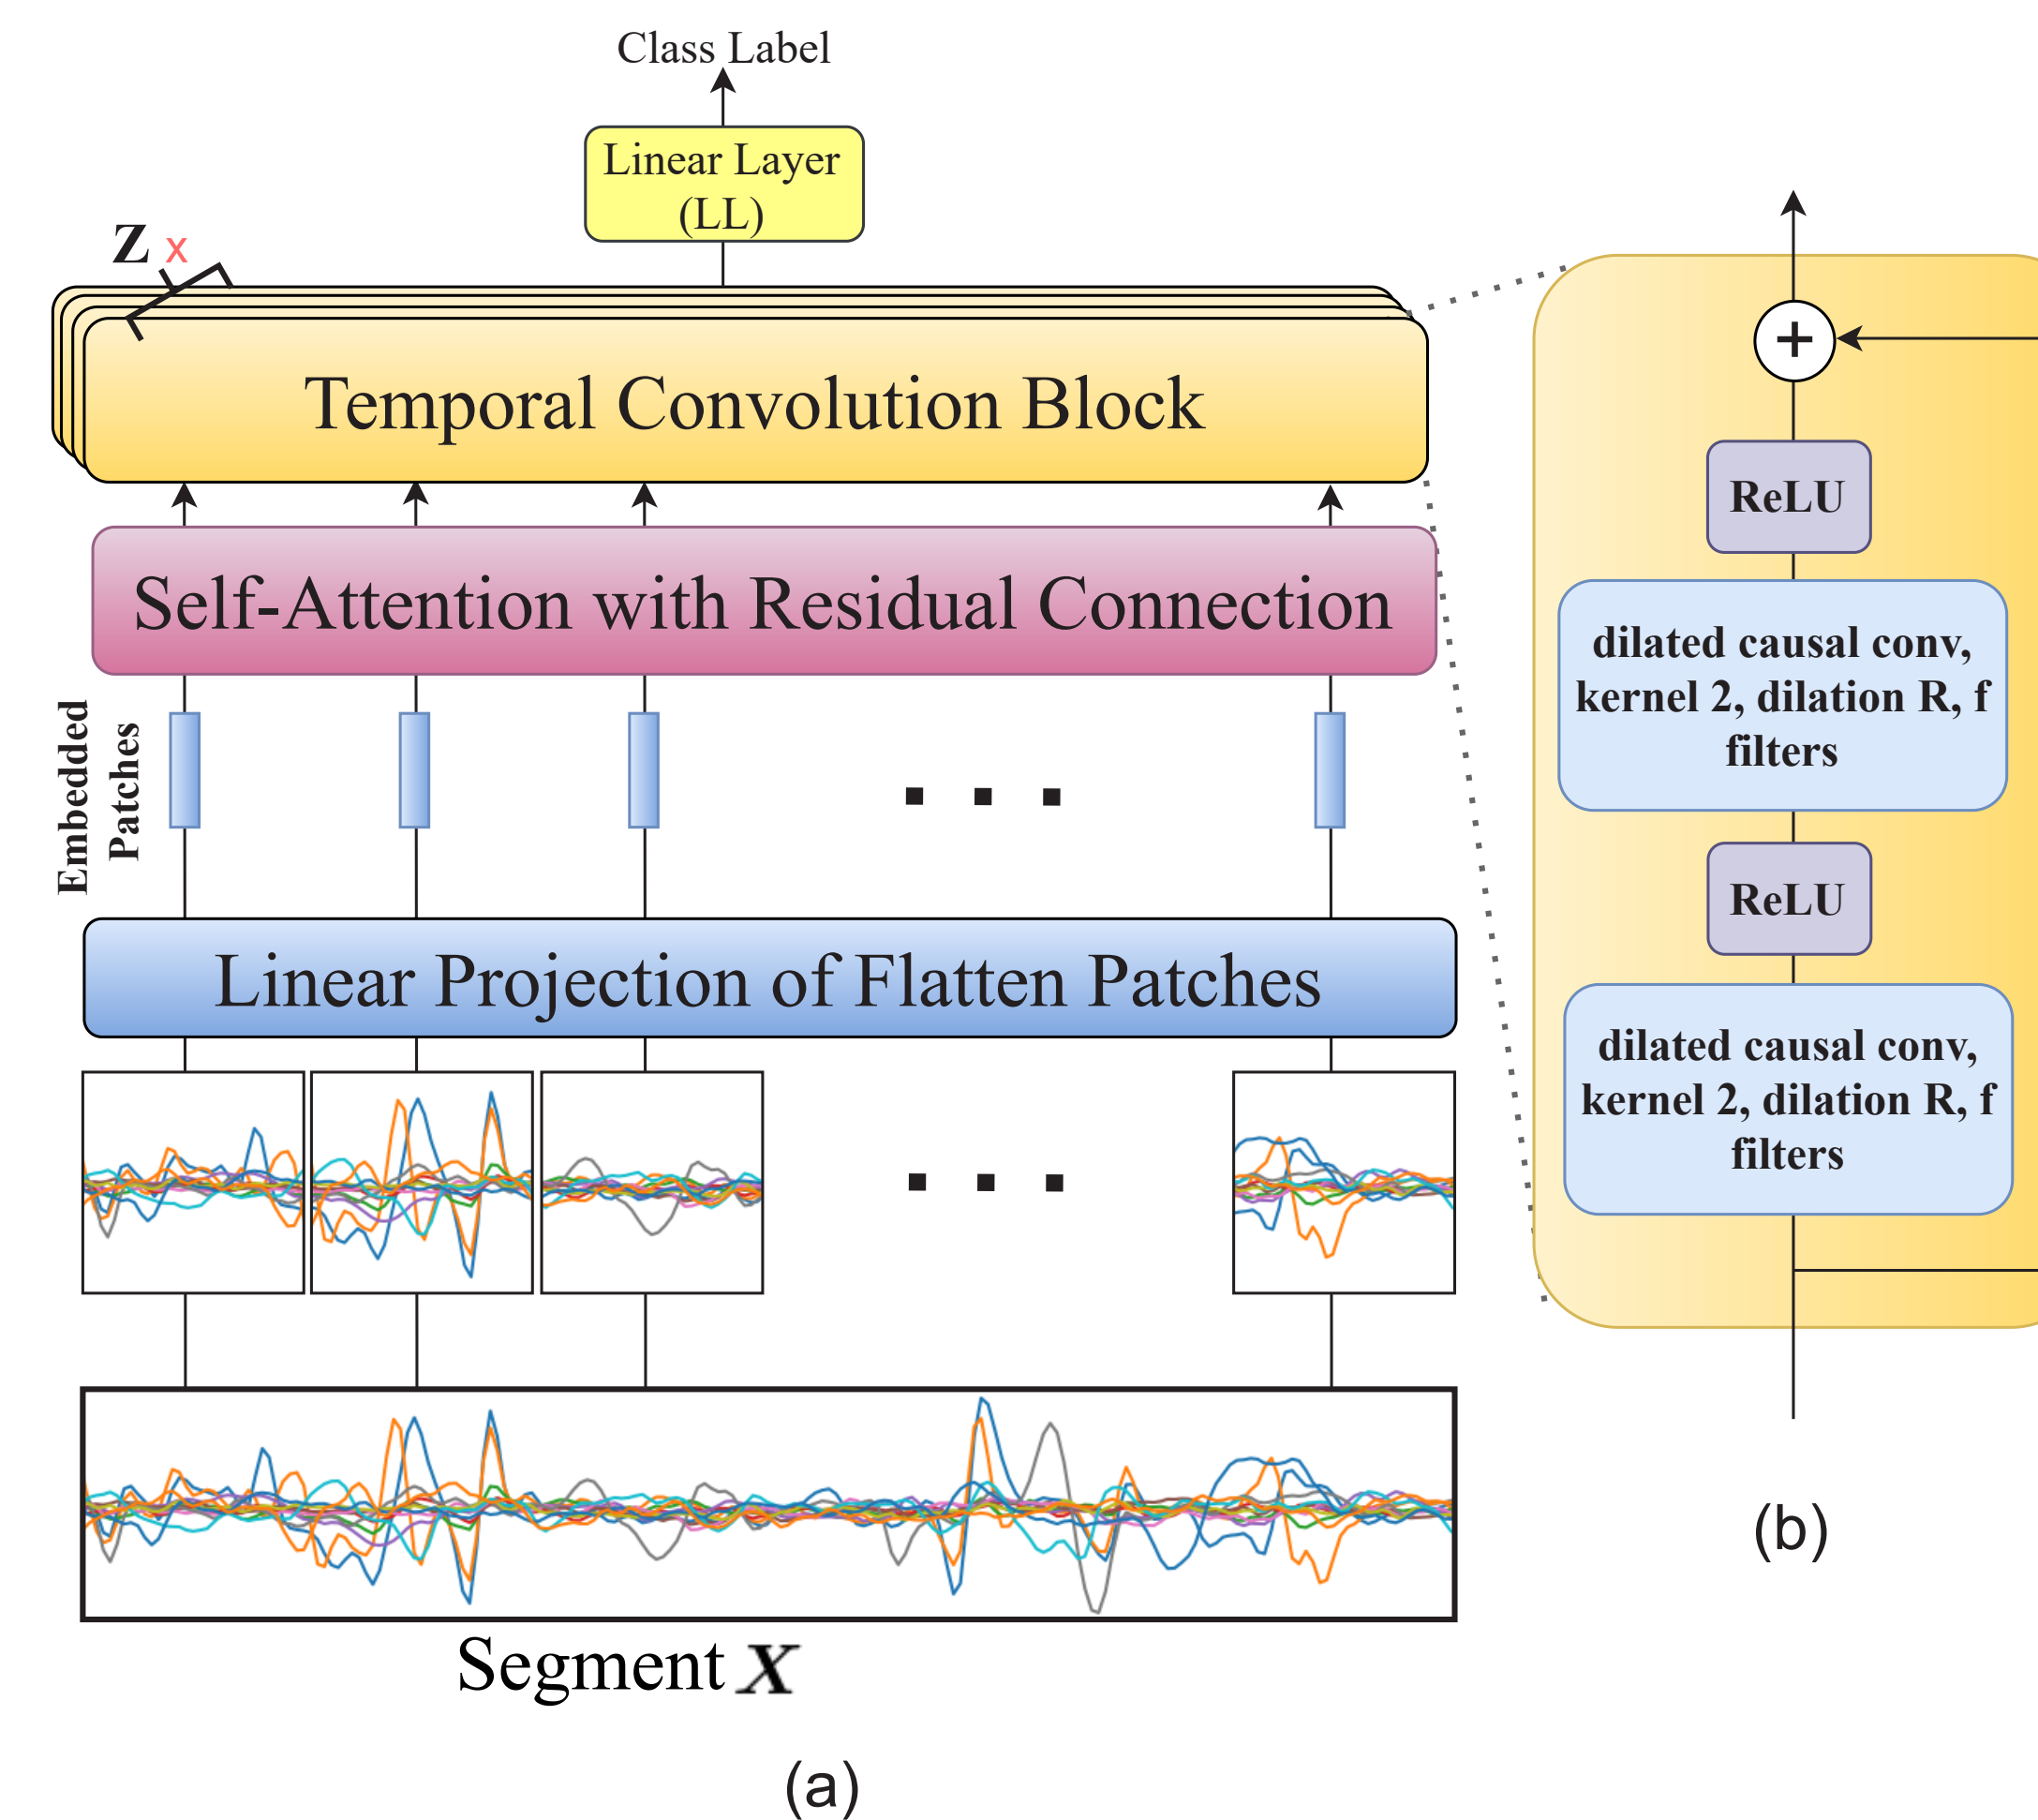 Class Label
Linear Layer
(LL)
Z x
Temporal Convolution Block
Self-Attention with Residual Connection
Embedded
Patches
. . .
Linear Projection of Flatten Patches
. . .
Segment X
(a)
+
ReLU
dilated causal conv,
kernel 2, dilation R, f
filters
ReLU
dilated causal conv,
kernel 2, dilation R, f
filters
(b)